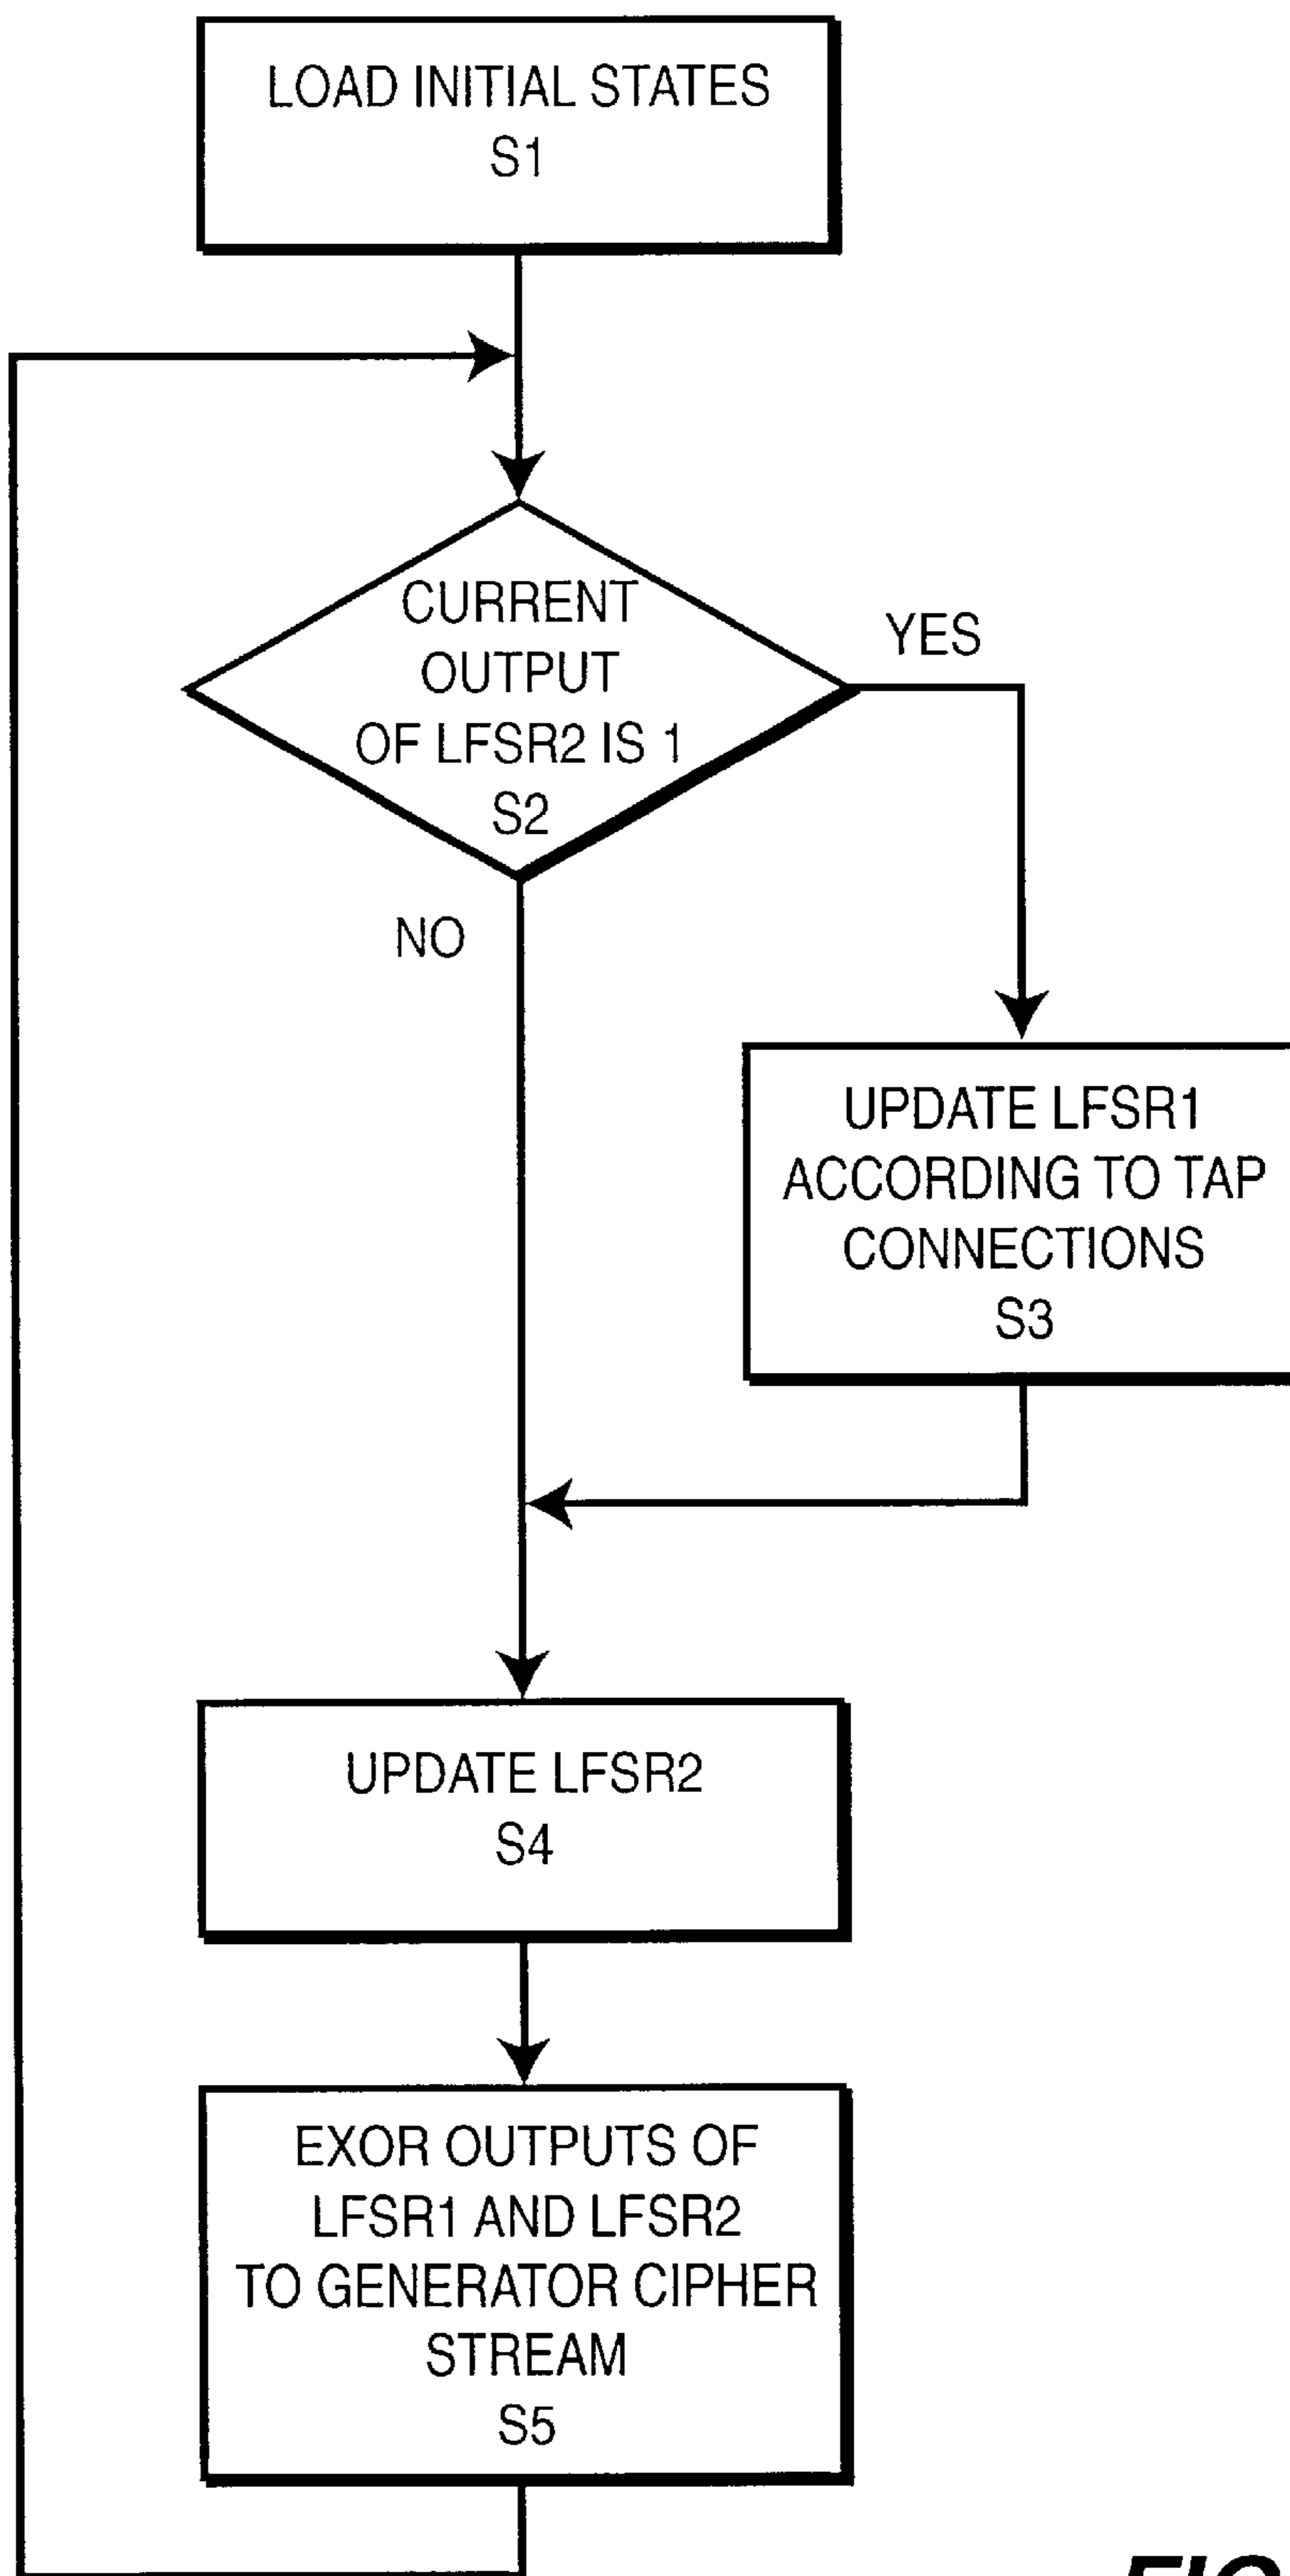 LOAD INITIAL STATES
S1
CURRENT
OUTPUT
OF LFSR2 IS 1
S2
YES
NO
UPDATE LFSR1
ACCORDING TO TAP
CONNECTIONS
S3
UPDATE LFSR2
S4
EXOR OUTPUTS OF
LFSR1 AND LFSR2
TO GENERATOR CIPHER
STREAM
S5